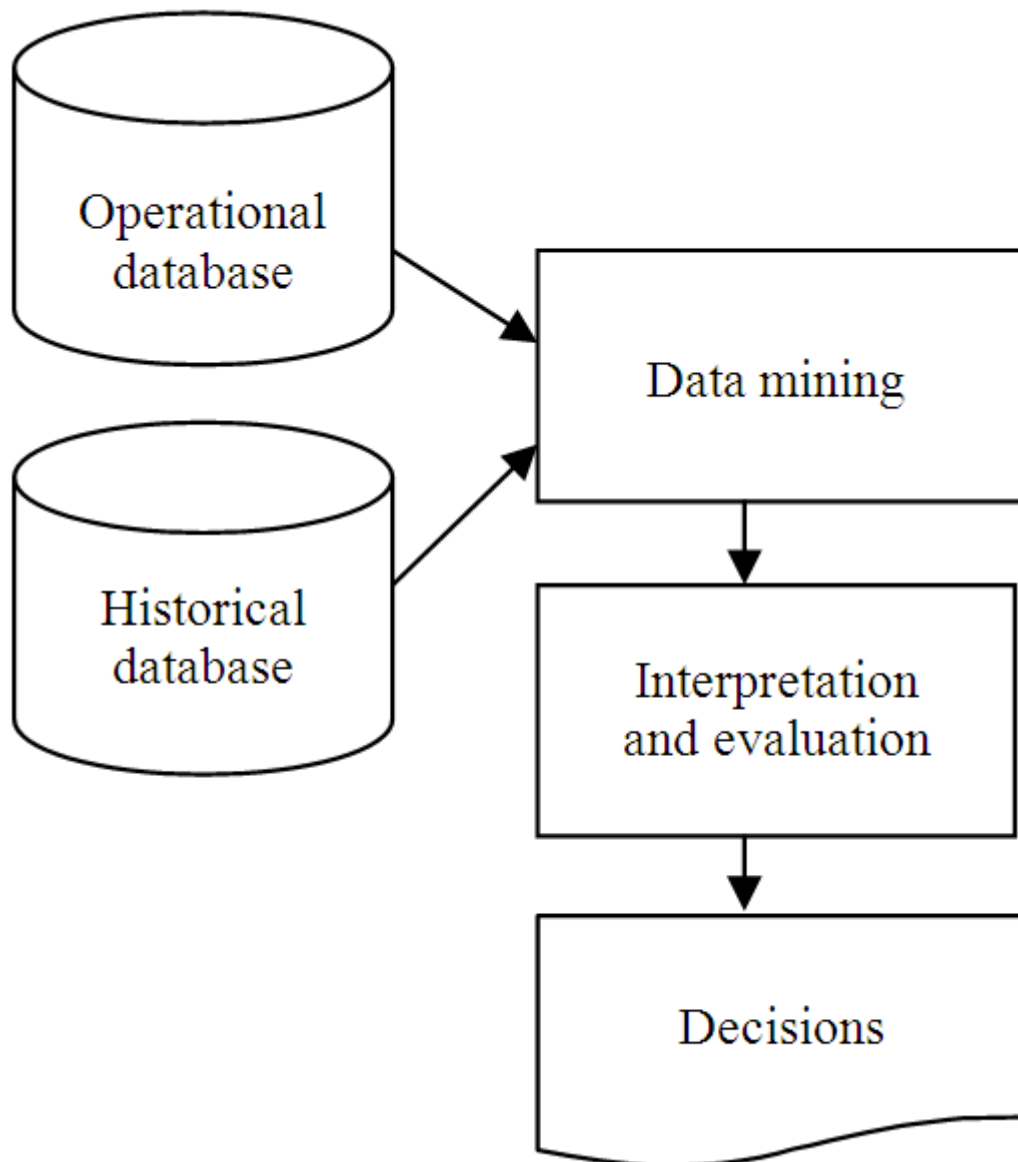 Operational
database
Data mining
Historical
database
Interpretation
and evaluation
Decisions